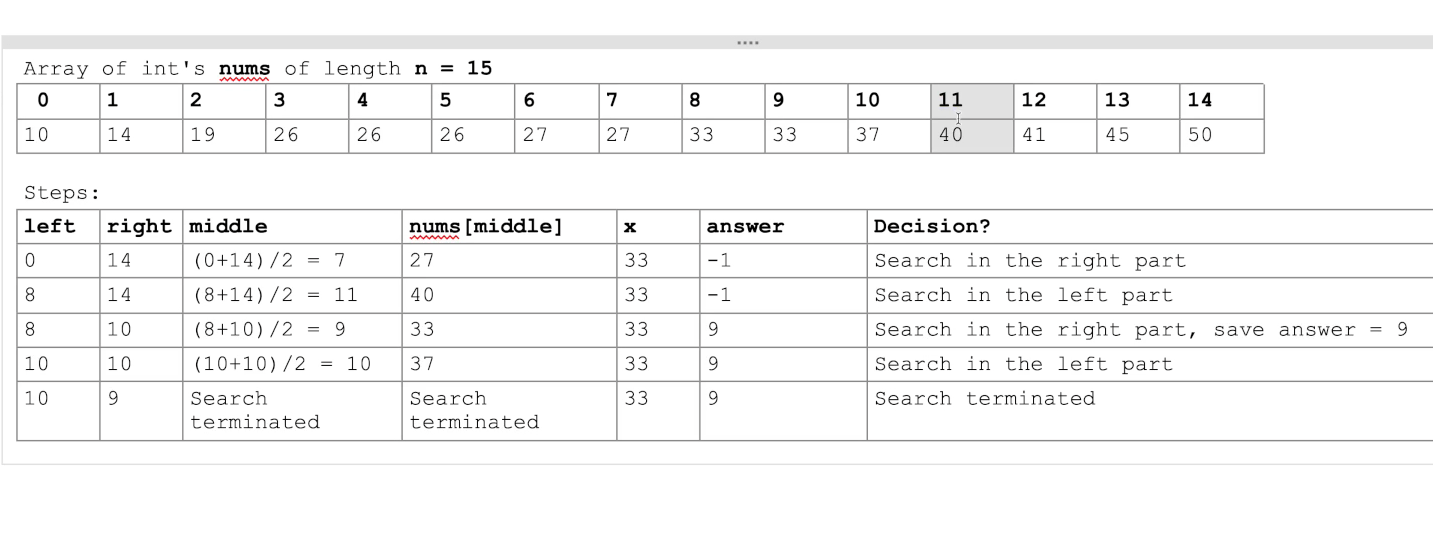 Array of int's nums of length n = 15
0 1 2 3 4 5 6 7 8 9 10 11 12 13 14
10 14 19 26 26 26 27 27 33 33 37 40 41 45 50
Steps:
left right middle nums[middle] x answer Decision?
0 14 (0+14)/2 = 7 27 33 -1 Search in the right part
8 14 (8+14)/2 = 11 40 33 -1 Search in the left part
8 10 (8+10)/2 = 9 33 33 9 Search in the right part, save answer = 9
10 10 (10+10)/2 = 10 37 33 9 Search in the left part
10 9 Search Search 33 9 Search terminated
terminated terminated